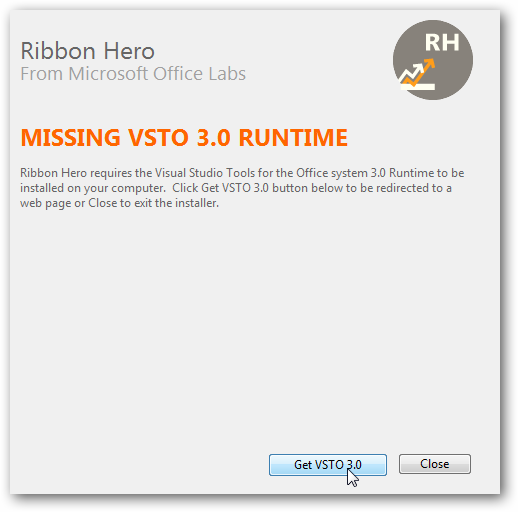 RH
Ribbon Hero
From Microsoft Office Labs
MISSING VSTO 3.0 RUNTIME
Ribbon Hero requires the Visual Studio Tools for the Office system 3.0 Runtime to be
installed on your computer.  Click Get VSTO 3.0 button below to be redirected to a
web page or Close to exit the installer.
Get VSTO 3.0
Close